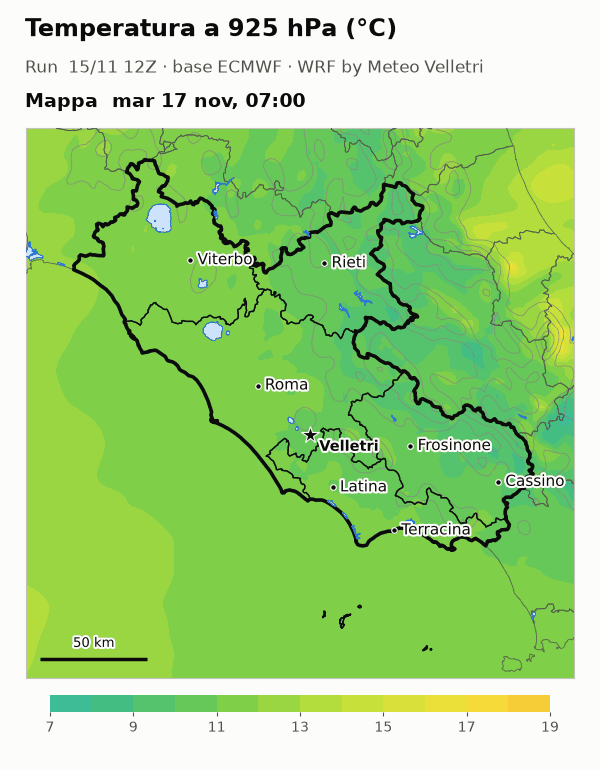 Temperatura a 925 hPa (°C)
Run  15/11 12Z · base ECMWF · WRF by Meteo Velletri
Mappa  mar 17 nov, 07:00
Viterbo
Rieti
Roma
Velletri
Frosinone
Cassino
Latina
Terracina
50 km
7 9 11 13 15 17 19